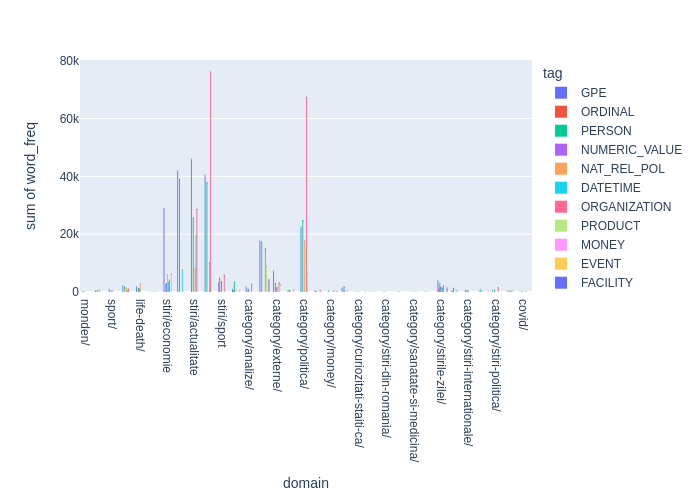 80k
60k
40k
20k
0
sum of word_freq
monden/
sport/
life-death/
stiri/economie
stiri/actualitate
stiri/sport
category/analize/
category/externe/
category/politica/
category/money/
category/curiozitati-staiti-ca/
category/stiri-din-romania/
category/sanatate-si-medicina/
category/stirile-zilei/
category/stiri-internationale/
category/stiri-politica/
covid/
domain
tag
GPE
ORDINAL
PERSON
NUMERIC_VALUE
NAT_REL_POL
DATETIME
ORGANIZATION
PRODUCT
MONEY
EVENT
FACILITY